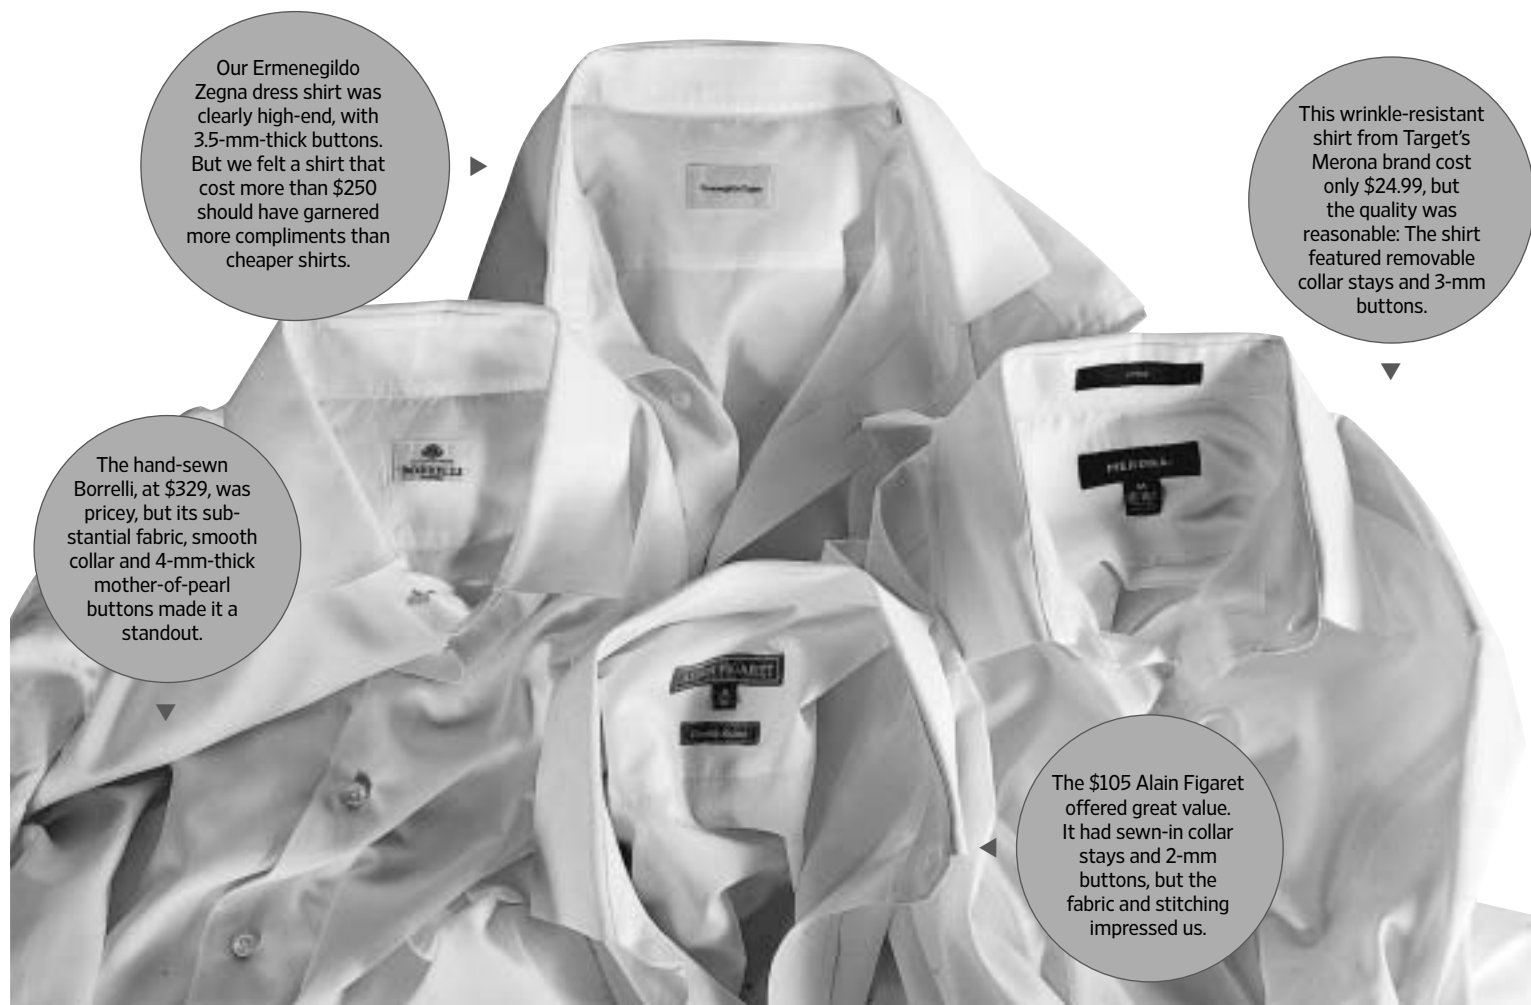 Our Ermenegildo
Zegna dress shirt was
clearly high-end, with
3.5-mm-thick buttons.
But we felt a shirt that
cost more than $250
should have garnered
more compliments than
cheaper shirts.
This wrinkle-resistant
shirt from Target's
Merona brand cost
only $24.99, but
the quality was
reasonable: The shirt
featured removable
collar stays and 3-mm
buttons.
The hand-sewn
Borrelli, at $329, was
pricey, but its sub-
stantial fabric, smooth
collar and 4-mm-thick
mother-of-pearl
buttons made it a
standout.
The $105 Alain Figaret
offered great value.
It had sewn-in collar
stays and 2-mm
buttons, but the
fabric and stitching
impressed us.
Ermenegildo Zegna
BORRELLI
MERONA
M
FIGARET